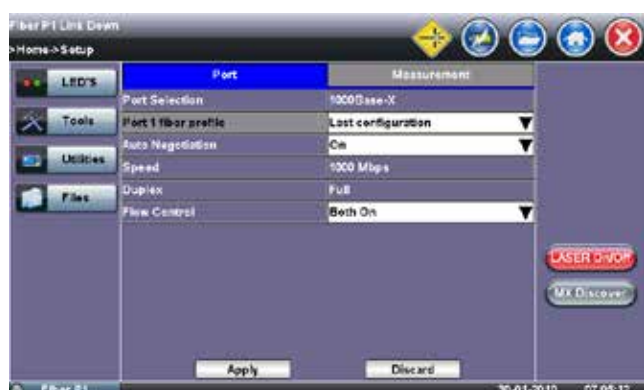 Fiber P1 Link Down
>Home->Setup
LED'S
Tools
Utilities
Files
Port
Measurement
Port Selection
1000Base-X
Port 1 fiber profile
Last configuration
Auto Negotiation
On
Speed
1000 Mbps
Duplex
Full
Flow Control
Both On
LASER On/Off
MX Discover
Apply
Discard
Fiber P1